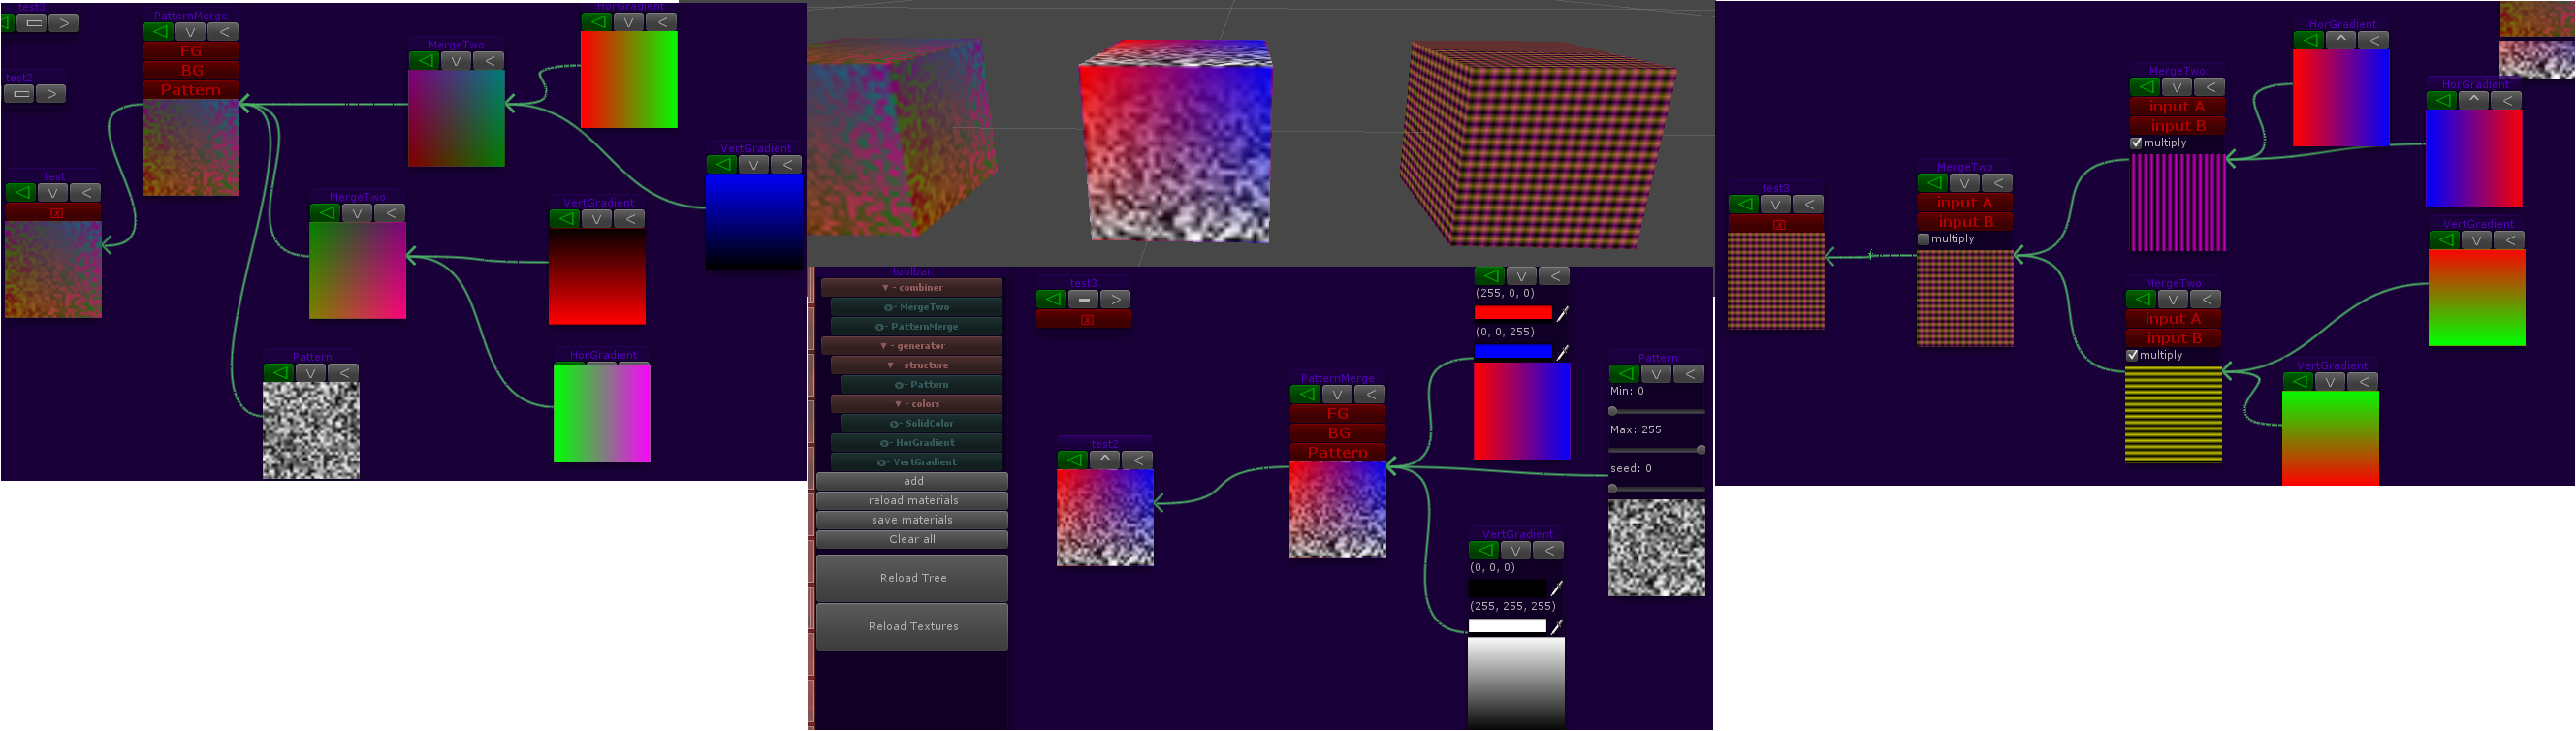 test3
PatternMerge
FG
BG
Pattern
test2
test
MergeTwo
HorGradient
VertGradient
MergeTwo
VertGradient
Pattern
HorGradient
toolbar
▼ - combiner
- MergeTwo
- PatternMerge
▼ - generator
▼ - structure
- Pattern
▼ - colors
- SolidColor
- HorGradient
- VertGradient
add
reload materials
save materials
Clear all
Reload Tree
Reload Textures
test3
test2
PatternMerge
FG
BG
Pattern
(255, 0, 0)
(0, 0, 255)
VertGradient
(0, 0, 0)
(255, 255, 255)
Pattern
Min: 0
Max: 255
seed: 0
test3
MergeTwo
input A
input B
multiply
MergeTwo
input A
input B
multiply
MergeTwo
input A
input B
multiply
HorGradient
HorGradient
VertGradient
VertGradient